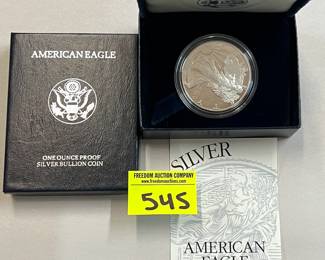 AMERICAN EAGLE
ONE OUNCE PROOF
SILVER BULLION COIN
SILVER
FREEDOM AUCTION COMPANY
www.freedomauctions.com
545
AMERICAN
EAGLE